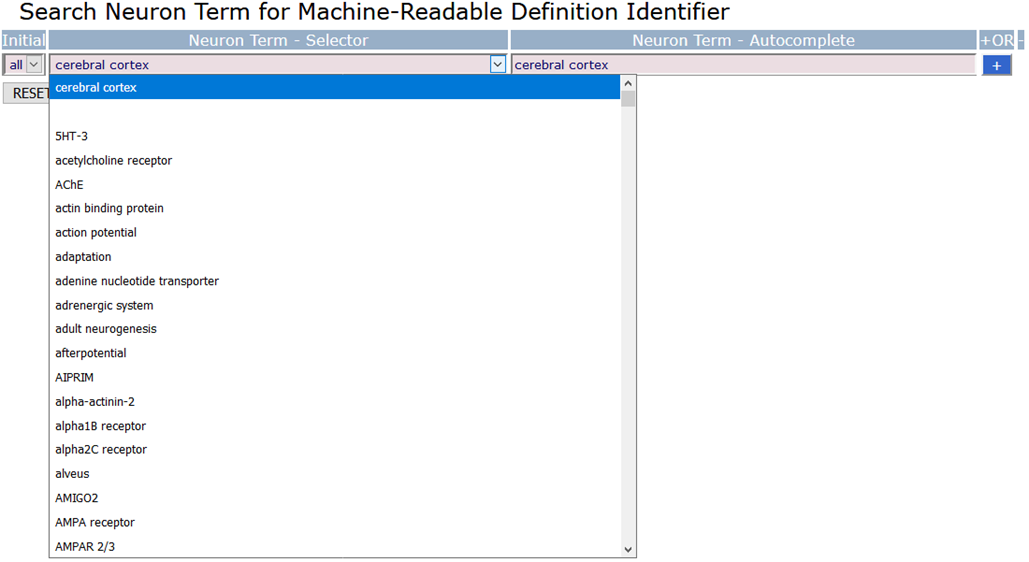 Search Neuron Term for Machine-Readable Definition Identifier
Initial Neuron Term - Selector Neuron Term - Autocomplete +OR -
all cerebral cortex cerebral cortex +
RESET
cerebral cortex
5HT-3
acetylcholine receptor
AChE
actin binding protein
action potential
adaptation
adenine nucleotide transporter
adrenergic system
adult neurogenesis
afterpotential
AIPRIM
alpha-actinin-2
alpha1B receptor
alpha2C receptor
alveus
AMIGO2
AMPA receptor
AMPAR 2/3